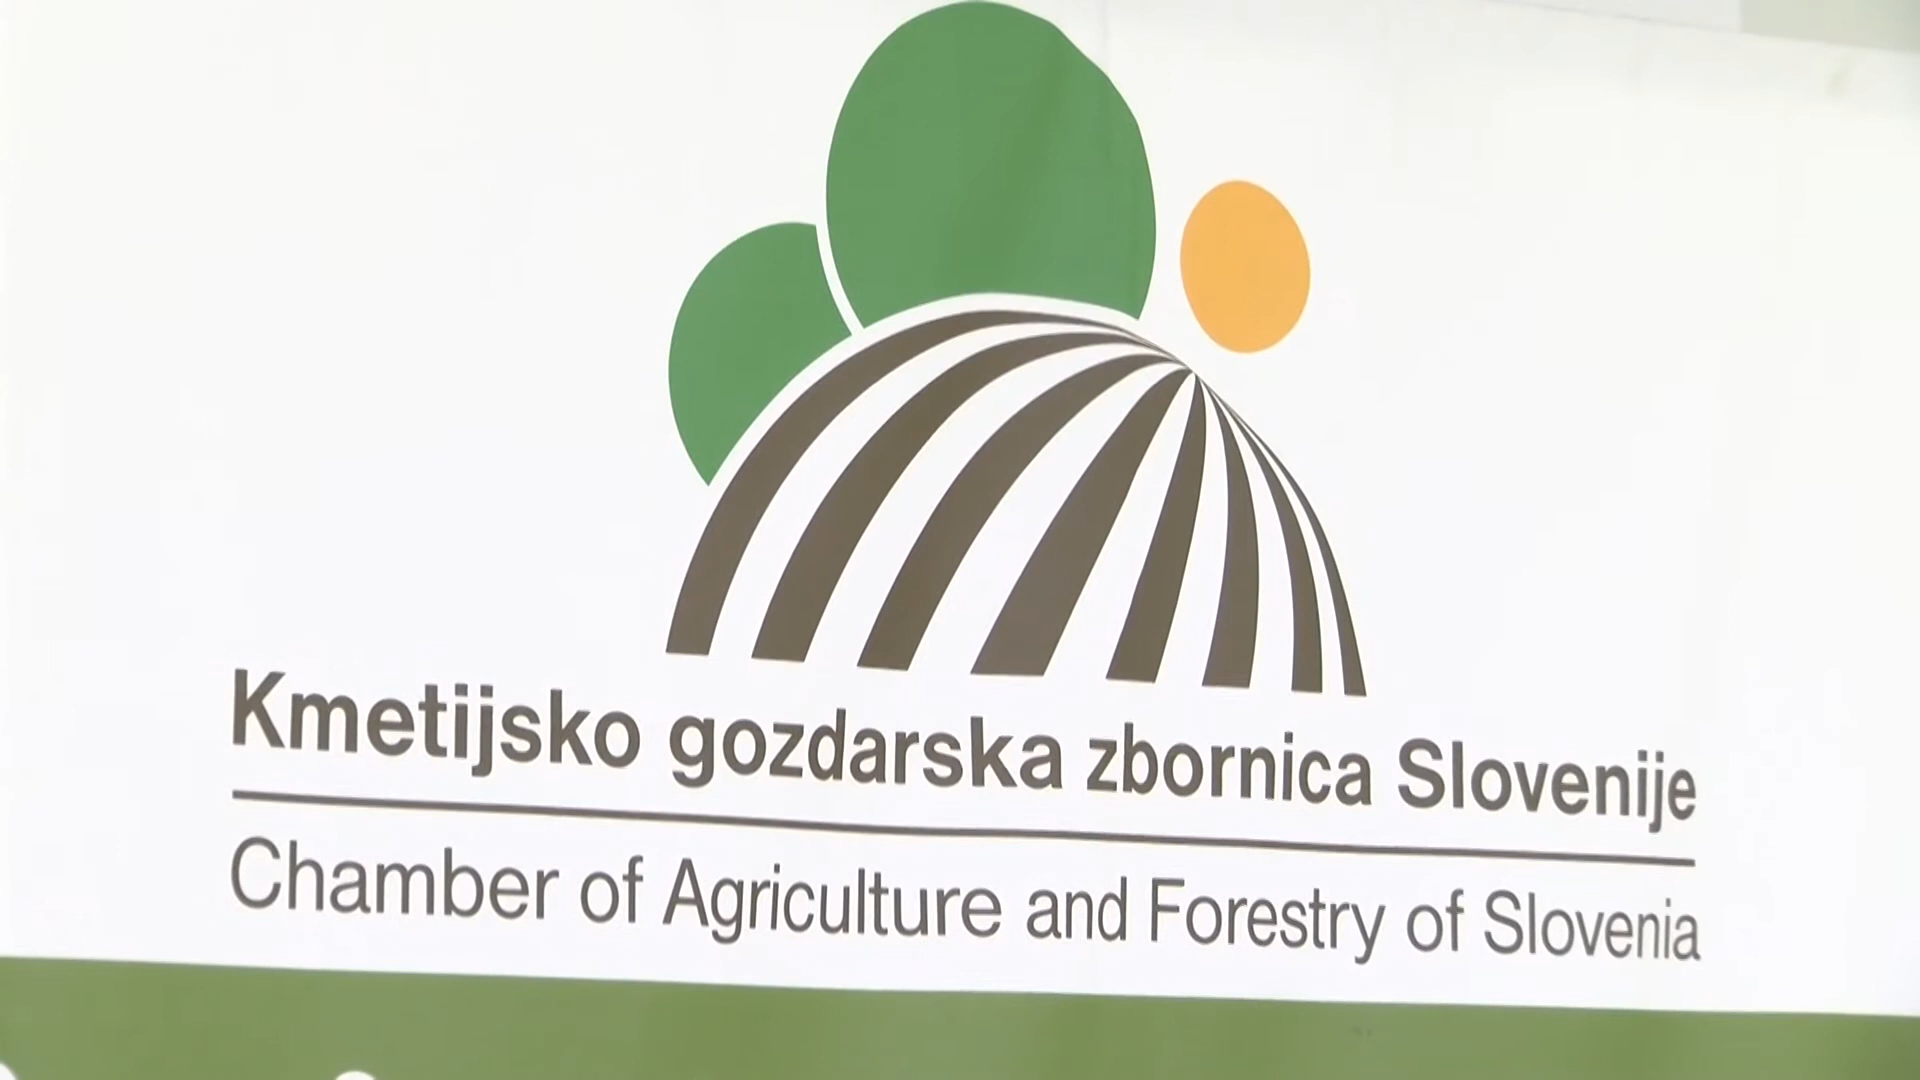 Kmetijsko gozdarska zbornica Slovenije
Chamber of Agriculture and Forestry of Slovenia